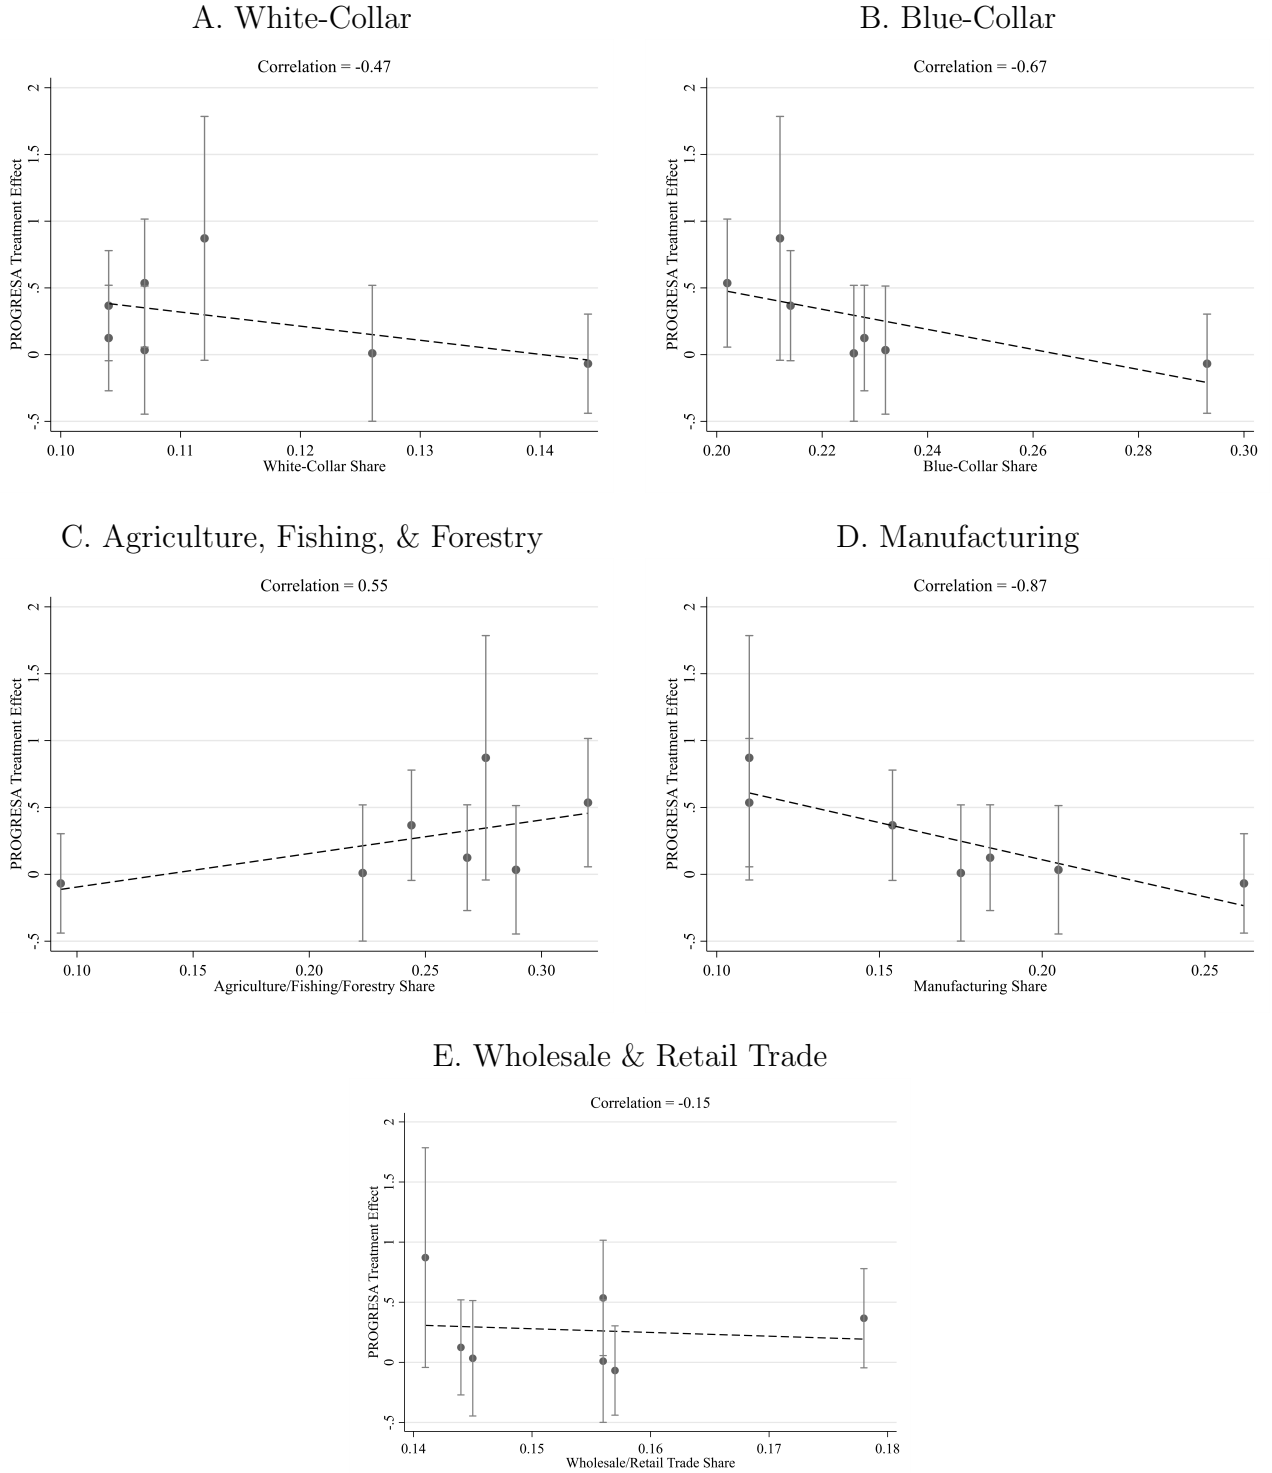 A. White-Collar
Correlation = -0.47
PROGRESA Treatment Effect
2
1.5
1
.5
0
-.5
0.10 0.11 0.12 0.13 0.14
White-Collar Share
B. Blue-Collar
Correlation = -0.67
PROGRESA Treatment Effect
2
1.5
1
.5
0
-.5
0.20 0.22 0.24 0.26 0.28 0.30
Blue-Collar Share
C. Agriculture, Fishing, & Forestry
Correlation = 0.55
PROGRESA Treatment Effect
2
1.5
1
.5
0
-.5
0.10 0.15 0.20 0.25 0.30
Agriculture/Fishing/Forestry Share
D. Manufacturing
Correlation = -0.87
PROGRESA Treatment Effect
2
1.5
1
.5
0
-.5
0.10 0.15 0.20 0.25
Manufacturing Share
E. Wholesale & Retail Trade
Correlation = -0.15
PROGRESA Treatment Effect
2
1.5
1
.5
0
-.5
0.14 0.15 0.16 0.17 0.18
Wholesale/Retail Trade Share